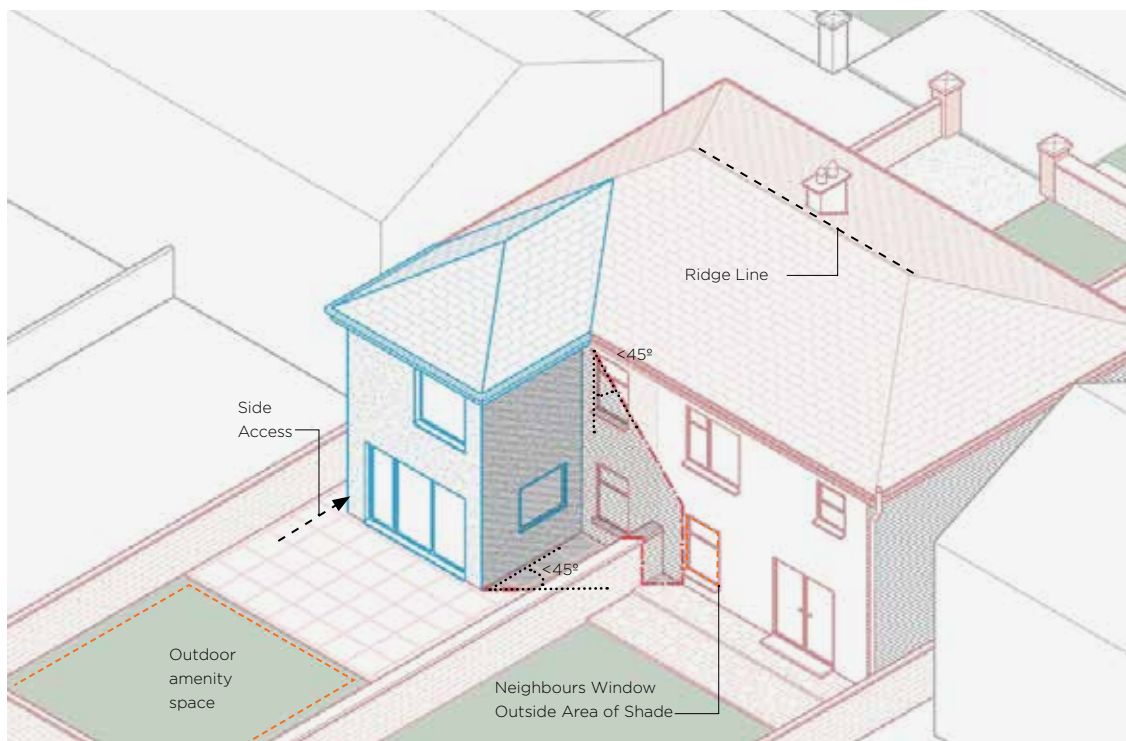 Ridge Line
<45º
Side
Access
<45º
Outdoor
amenity
space
Neighbours Window
Outside Area of Shade